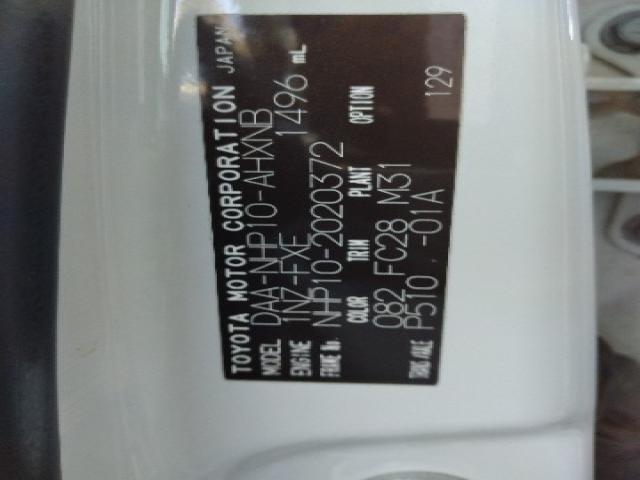 TOYOTA MOTOR CORPORATION JAPAN
MODEL DAA-NHP10-AHXNB
ENGINE 1NZ-FXE 1496 mL
FRAME No. NHP10-2020372
COLOR TRIM PLANT OPTION
082 FC28 M31
TRANS./AXLE P510 , -01A 129